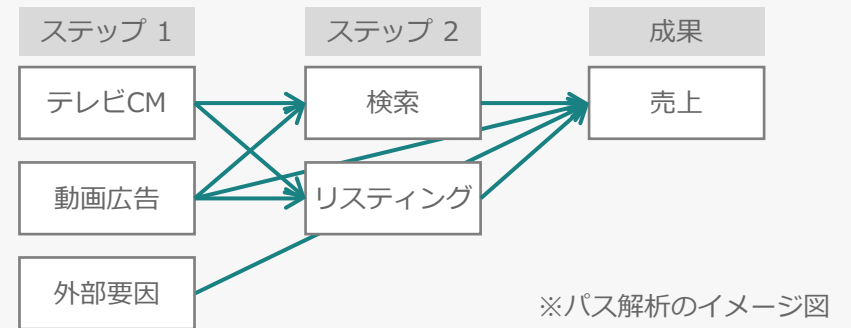 ステップ 1
ステップ 2
成果
テレビCM
検索
売上
動画広告
リスティング
外部要因
※パス解析のイメージ図